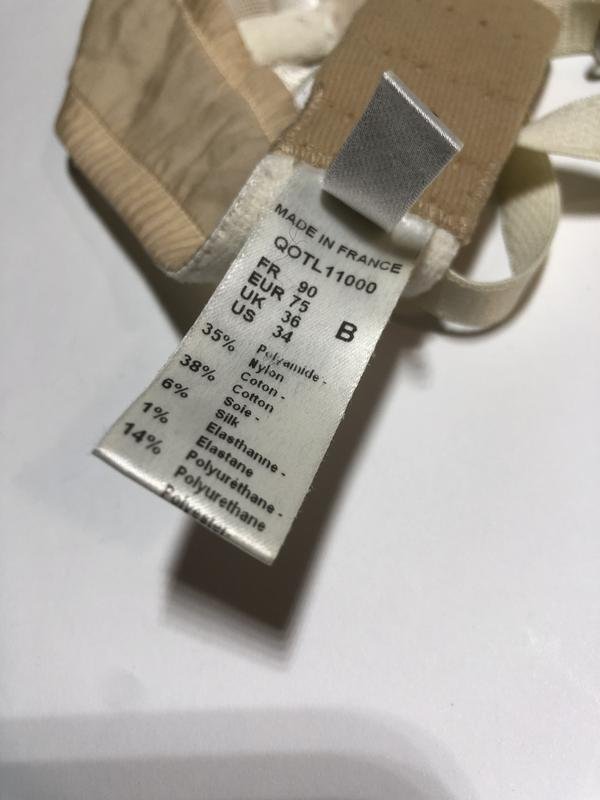 MADE IN FRANCE
QOTL11000
FR 90
EUR 75
UK 36 B
US 34
35% Polyamide -
Nylon
38% Coton -
Cotton
6% Soie -
Silk
1% Elasthanne -
Elastane
14% Polyuréthane -
Polyurethane
Polyester